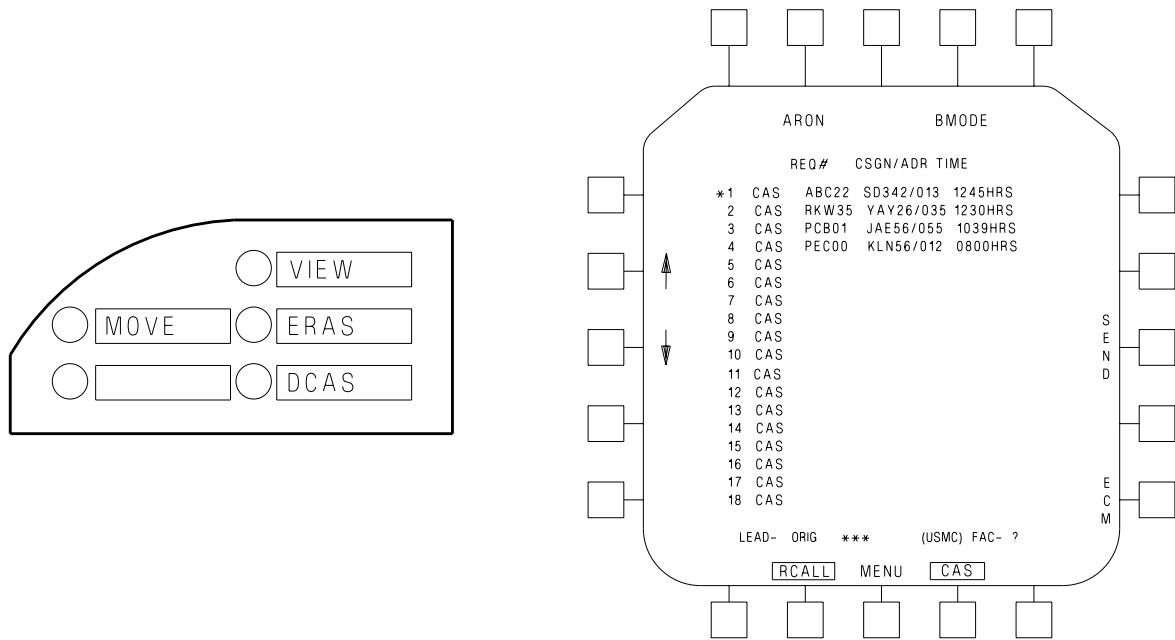 VIEW
MOVE ERAS
DCAS
ARON BMODE
REQ# CSGN/ADR TIME
*1 CAS ABC22 SD342/013 1245HRS
2 CAS RKW35 YAY26/035 1230HRS
3 CAS PCB01 JAE56/055 1039HRS
4 CAS PEC00 KLN56/012 0800HRS
5 CAS
6 CAS
7 CAS
8 CAS
9 CAS
10 CAS
11 CAS
12 CAS
13 CAS
14 CAS
15 CAS
16 CAS
17 CAS
18 CAS
SEND
ECM
LEAD- ORIG *** (USMC) FAC- ?
RCALL MENU CAS